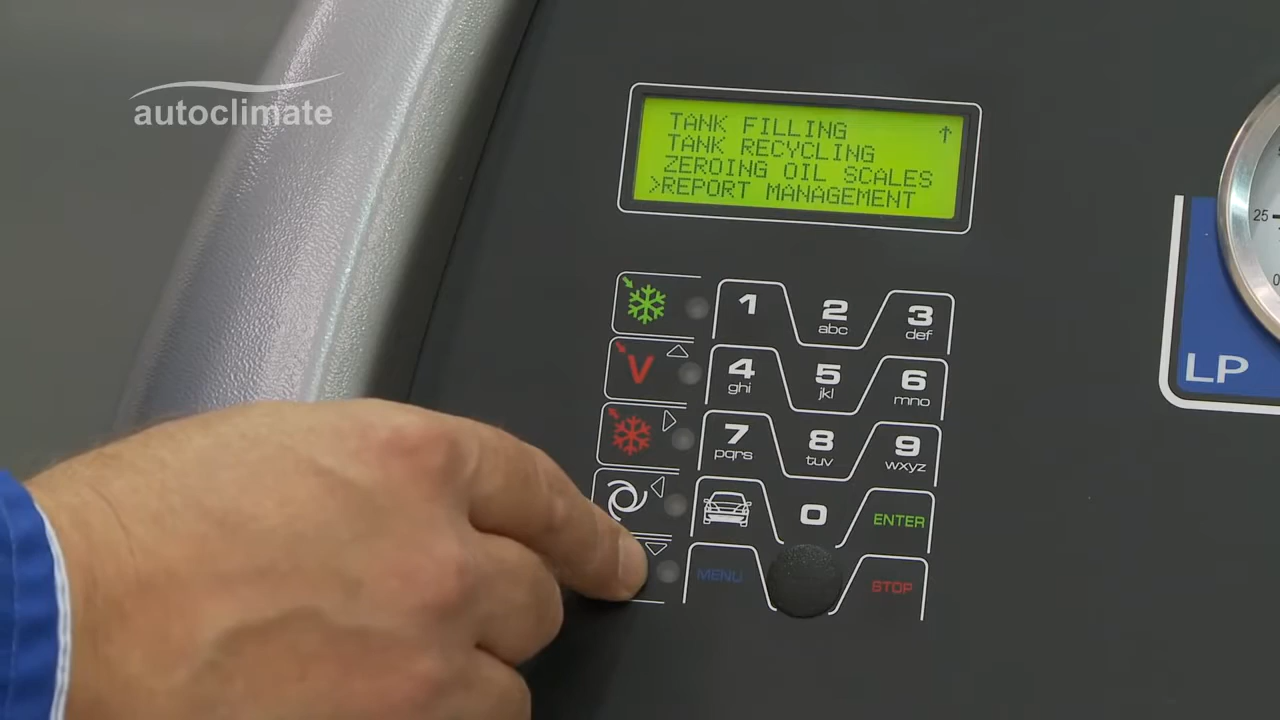 autoclimate
TANK FILLING
TANK RECYCLING
ZEROING OIL SCALES
>REPORT MANAGEMENT
1
2
abc
3
def
V
4
ghi
5
jkl
6
mno
7
pqrs
8
tuv
9
wxyz
0
ENTER
MENU
STOP
25
0
LP